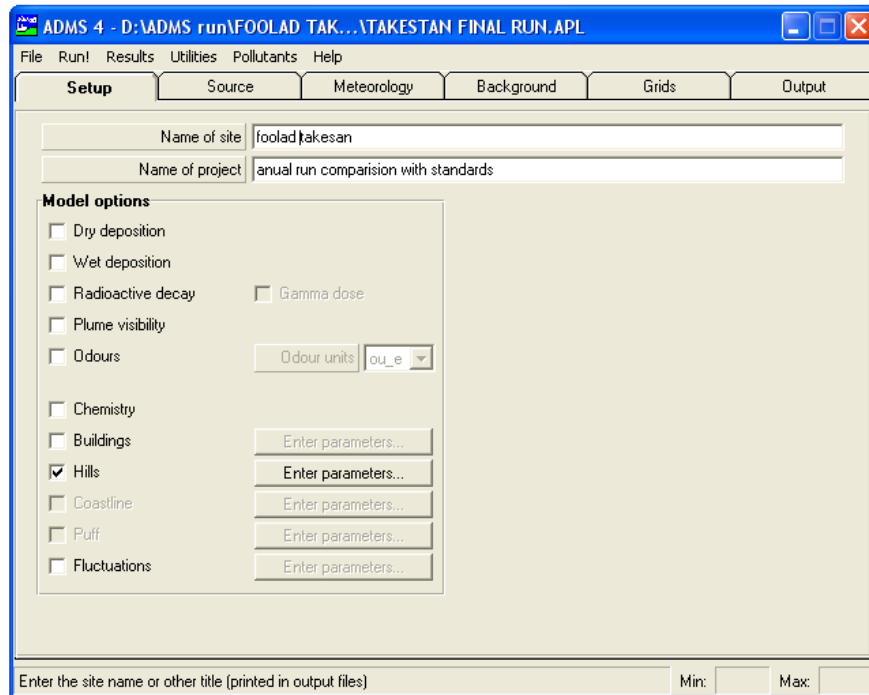 ADMS 4 - D:\ADMS run\FOOLAD TAK...\TAKESTAN FINAL RUN.APL
File Run! Results Utilities Pollutants Help
Setup Source Meteorology Background Grids Output
Name of site foolad takesan
Name of project anual run comparision with standards
Model options
Dry deposition
Wet deposition
Radioactive decay Gamma dose
Plume visibility
Odours Odour units ou_e
Chemistry
Buildings Enter parameters...
Hills Enter parameters...
Coastline Enter parameters...
Puff Enter parameters...
Fluctuations Enter parameters...
Enter the site name or other title (printed in output files) Min: Max: